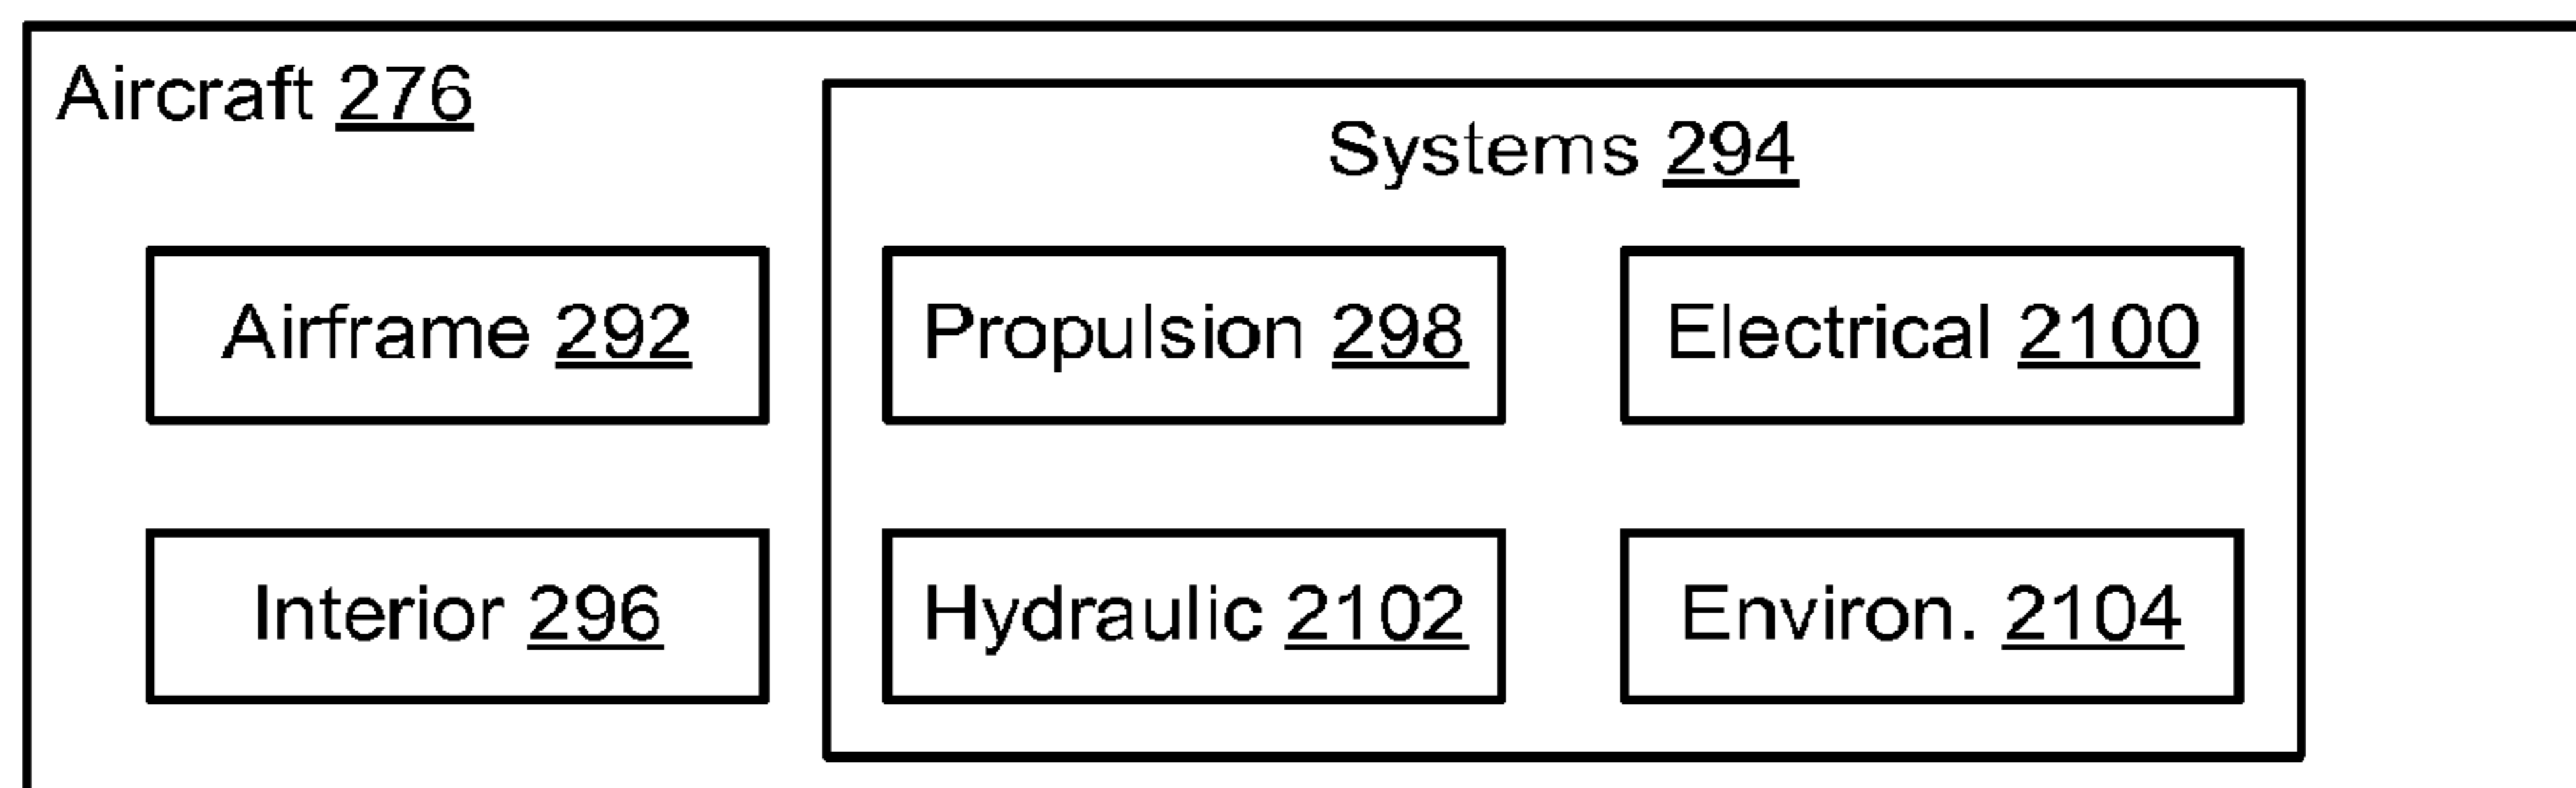 Aircraft 276
Systems 294
Airframe 292
Propulsion 298
Electrical 2100
Interior 296
Hydraulic 2102
Environ. 2104